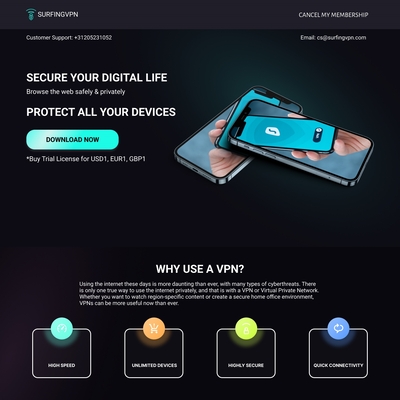 SURFINGVPN
CANCEL MY MEMBERSHIP
Customer Support: +31205231052
Email: cs@surfingvpn.com
SECURE YOUR DIGITAL LIFE
Browse the web safely & privately
PROTECT ALL YOUR DEVICES
DOWNLOAD NOW
*Buy Trial License for USD1, EUR1, GBP1
WHY USE A VPN?
Using the internet these days is more daunting than ever, with many types of cyberthreats. There
is only one true way to use the internet privately, and that is with a VPN or Virtual Private Network.
Whether you want to watch region-specific content or create a secure home office environment,
VPNs can be more useful now than ever.
HIGH SPEED
UNLIMITED DEVICES
HIGHLY SECURE
QUICK CONNECTIVITY